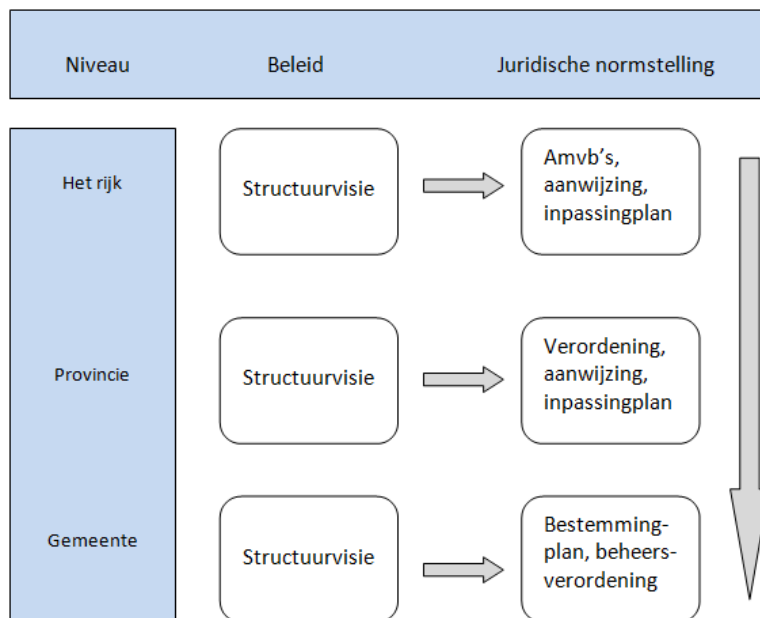 Niveau Beleid Juridische normstelling
Het rijk
Structuurvisie
Amvb's,
aanwijzing,
inpassingplan
Provincie
Structuurvisie
Verordening,
aanwijzing,
inpassingplan
Gemeente
Structuurvisie
Bestemming-
plan, beheers-
verordening